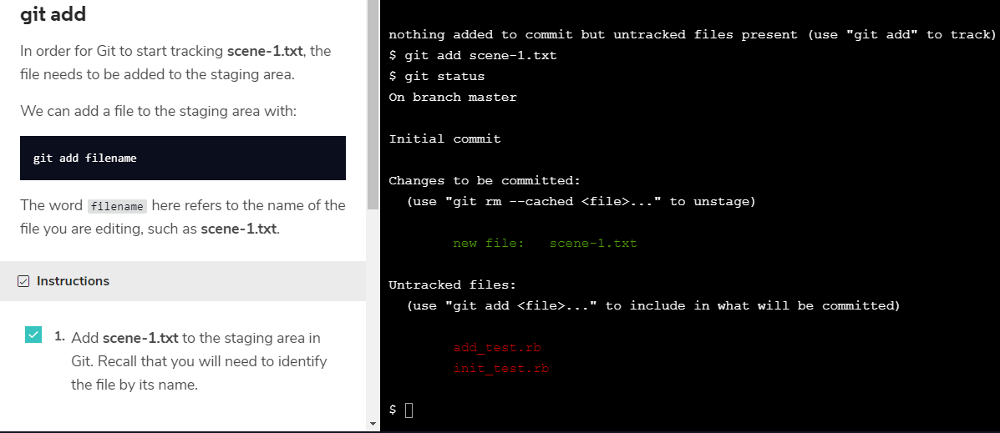 git add
In order for Git to start tracking scene-1.txt, the
file needs to be added to the staging area.
We can add a file to the staging area with:
git add filename
The word filename here refers to the name of the
file you are editing, such as scene-1.txt.
Instructions
1. Add scene-1.txt to the staging area in
Git. Recall that you will need to identify
the file by its name.
nothing added to commit but untracked files present (use "git add" to track)
$ git add scene-1.txt
$ git status
On branch master
Initial commit
Changes to be committed:
(use "git rm --cached <file>..." to unstage)
new file: scene-1.txt
Untracked files:
(use "git add <file>..." to include in what will be committed)
add_test.rb
init_test.rb
$